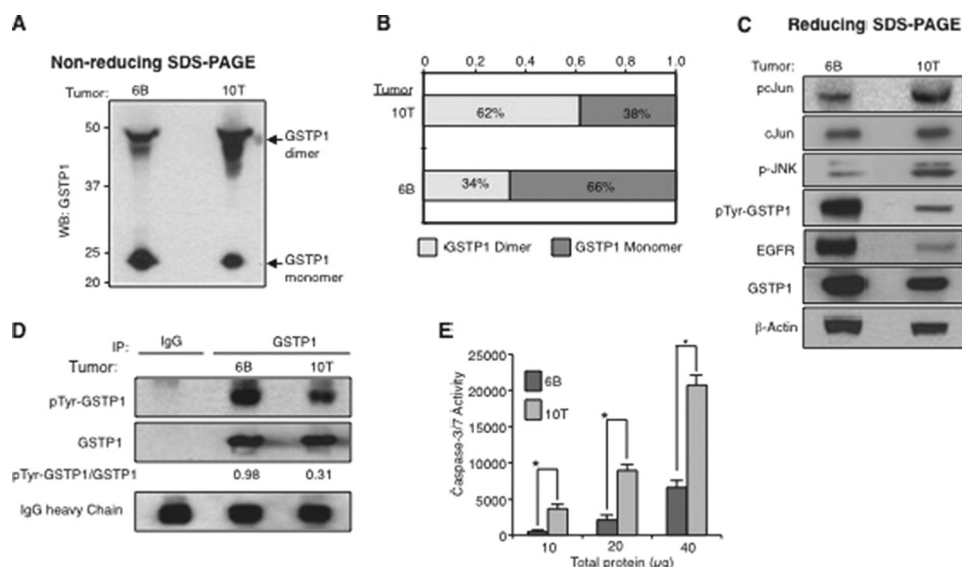 A
Non-reducing SDS-PAGE
Tumor: 6B 10T
50
37
25
20
WB: GSTP1
GSTP1
dimer
GSTP1
monomer
B
0 0.2 0.4 0.6 0.8 1.0
Tumor
10T
62% 38%
6B
34% 66%
GSTP1 Dimer GSTP1 Monomer
C
Reducing SDS-PAGE
Tumor: 6B 10T
pcJun
cJun
p-JNK
pTyr-GSTP1
EGFR
GSTP1
β-Actin
D
IP: IgG GSTP1
Tumor: 6B 10T
pTyr-GSTP1
GSTP1
pTyr-GSTP1/GSTP1 0.98 0.31
IgG heavy Chain
E
25000
20000
15000
10000
5000
0
Caspase-3/7 Activity
6B
10T
* * *
10 20 40
Total protein (µg)